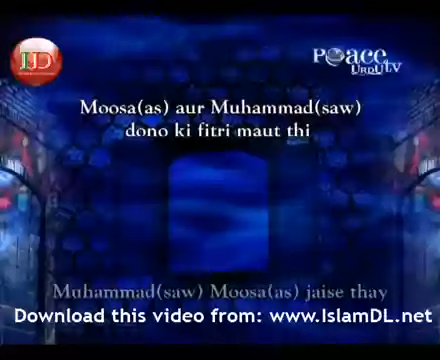 ID
Peace
URDU TV
Moosa(as) aur Muhammad(saw)
dono ki fitri maut thi
Muhammad(saw) Moosa(as) jaise thay
Download this video from: www.IslamDL.net